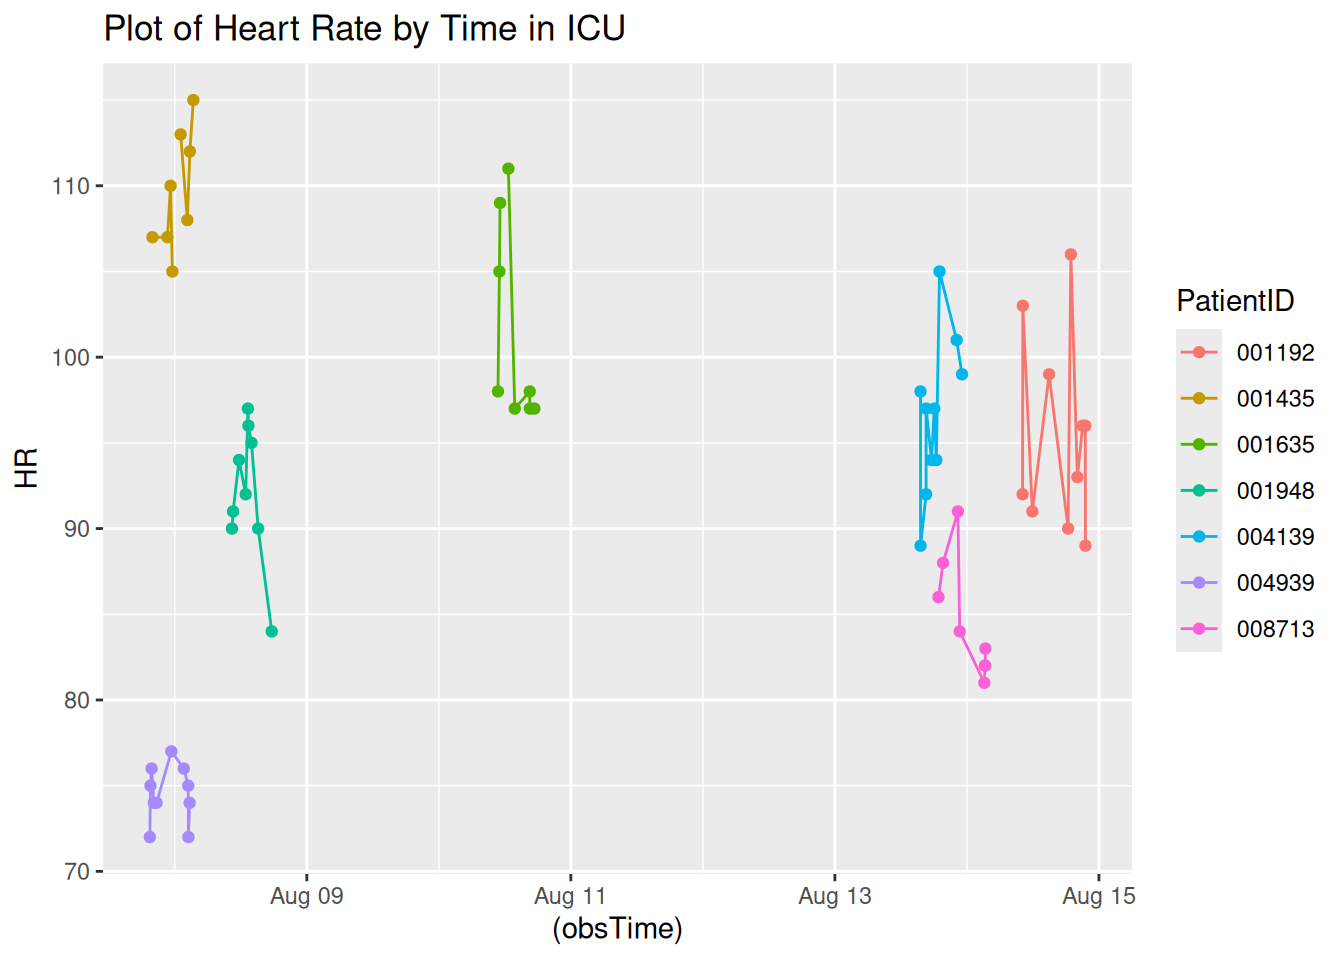 Plot of Heart Rate by Time in ICU
HR
110
100
90
80
70
Aug 09
Aug 11
Aug 13
Aug 15
(obsTime)
PatientID
001192
001435
001635
001948
004139
004939
008713